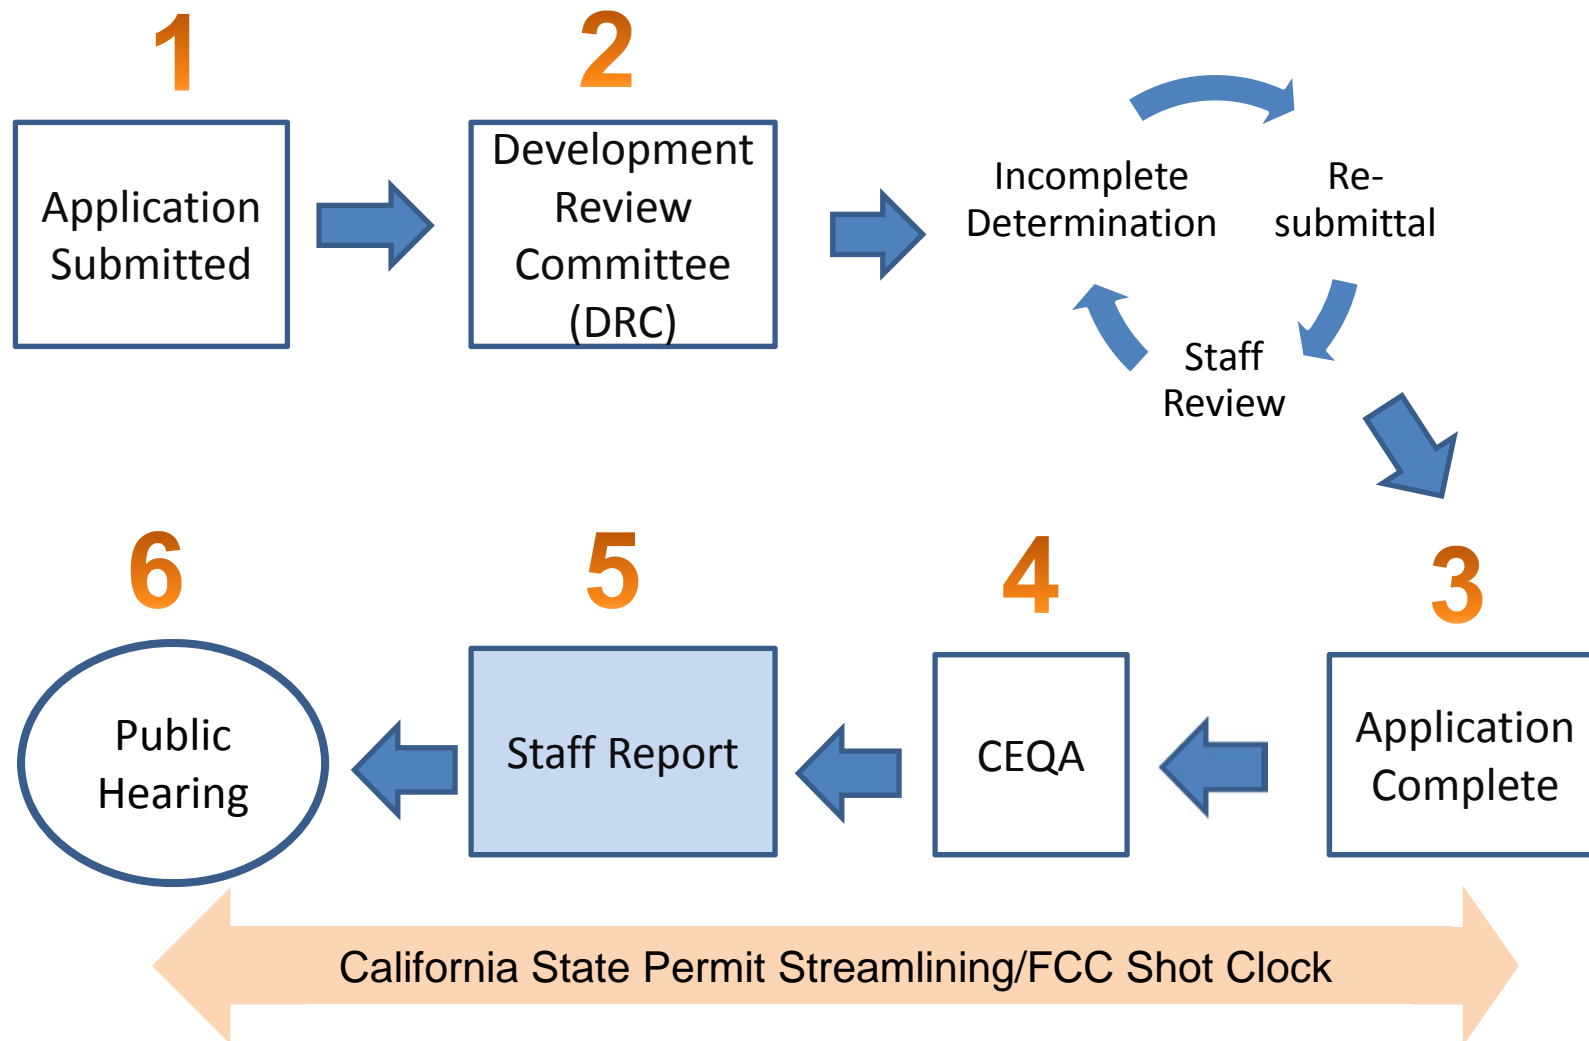 1
Application
Submitted
2
Development
Review
Committee
(DRC)
Incomplete
Determination
Re-
submittal
Staff
Review
3
Application
Complete
4
CEQA
5
Staff Report
6
Public
Hearing
California State Permit Streamlining/FCC Shot Clock